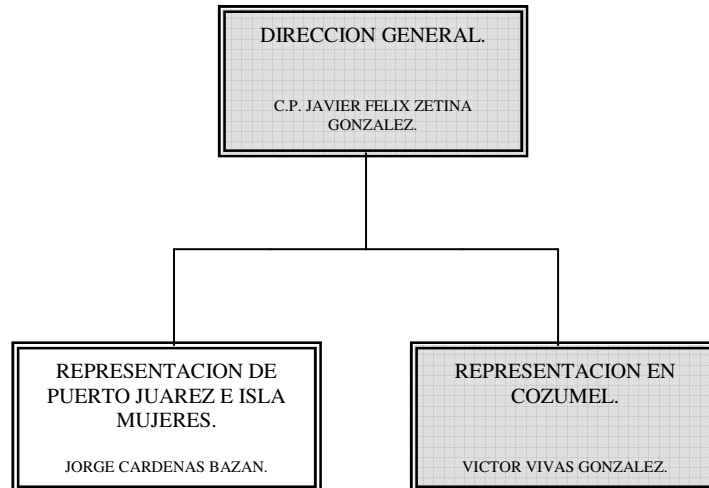 DIRECCION GENERAL.
C.P. JAVIER FELIX ZETINA
GONZALEZ.
REPRESENTACION DE
PUERTO JUAREZ E ISLA
MUJERES.
JORGE CARDENAS BAZAN.
REPRESENTACION EN
COZUMEL.
VICTOR VIVAS GONZALEZ.